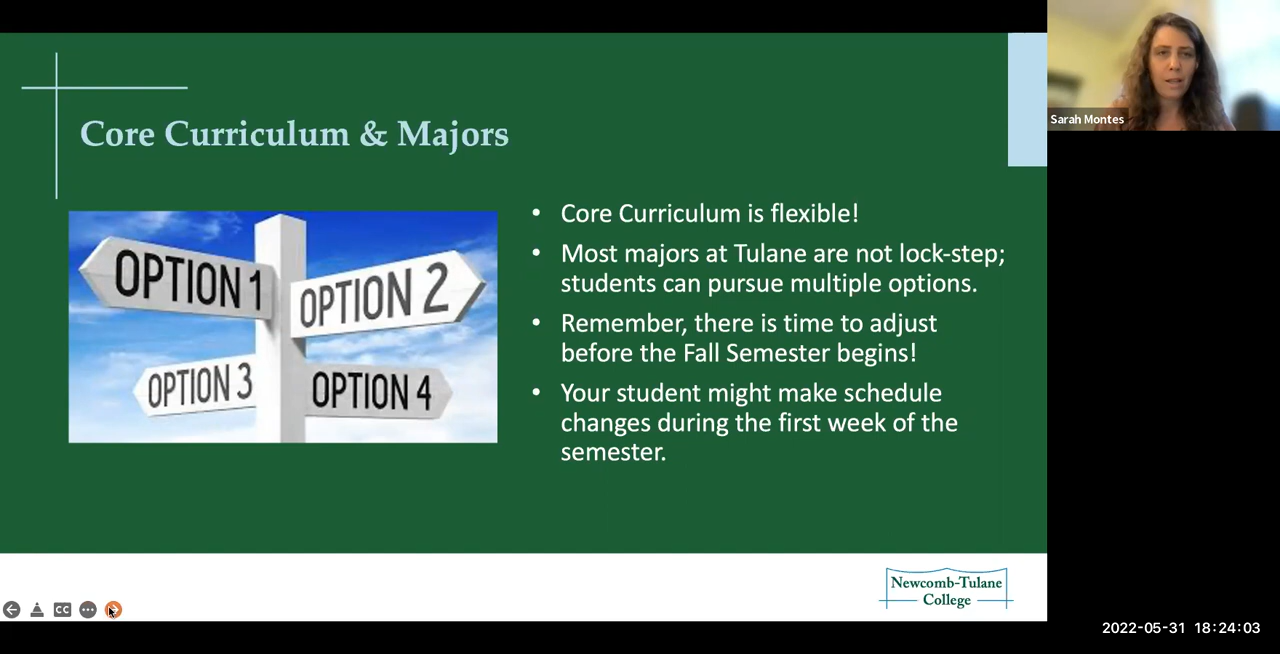 Core Curriculum & Majors
OPTION 1
OPTION 2
OPTION 3
OPTION 4
• Core Curriculum is flexible!
• Most majors at Tulane are not lock-step;
students can pursue multiple options.
• Remember, there is time to adjust
before the Fall Semester begins!
• Your student might make schedule
changes during the first week of the
semester.
Newcomb-Tulane
College
CC
Sarah Montes
2022-05-31 18:24:03